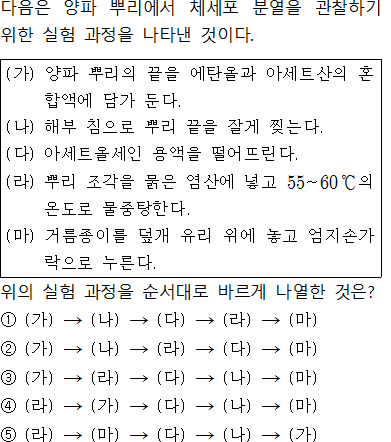 다음은 양파 뿌리에서 체세포 분열을 관찰하기
위한 실험 과정을 나타낸 것이다.
(가) 양파 뿌리의 끝을 에탄올과 아세트산의 혼
합액에 담가 둔다.
(나) 해부 침으로 뿌리 끝을 잘게 찢는다.
(다) 아세트올세인 용액을 떨어뜨린다.
(라) 뿌리 조각을 묽은 염산에 넣고 55~60℃의
온도로 물중탕한다.
(마) 거름종이를 덮개 유리 위에 놓고 엄지손가
락으로 누른다.
위의 실험 과정을 순서대로 바르게 나열한 것은?
① (가) → (나) → (다) → (라) → (마)
② (가) → (나) → (라) → (다) → (마)
③ (가) → (라) → (다) → (나) → (마)
④ (라) → (가) → (다) → (나) → (마)
⑤ (라) → (마) → (다) → (나) → (가)